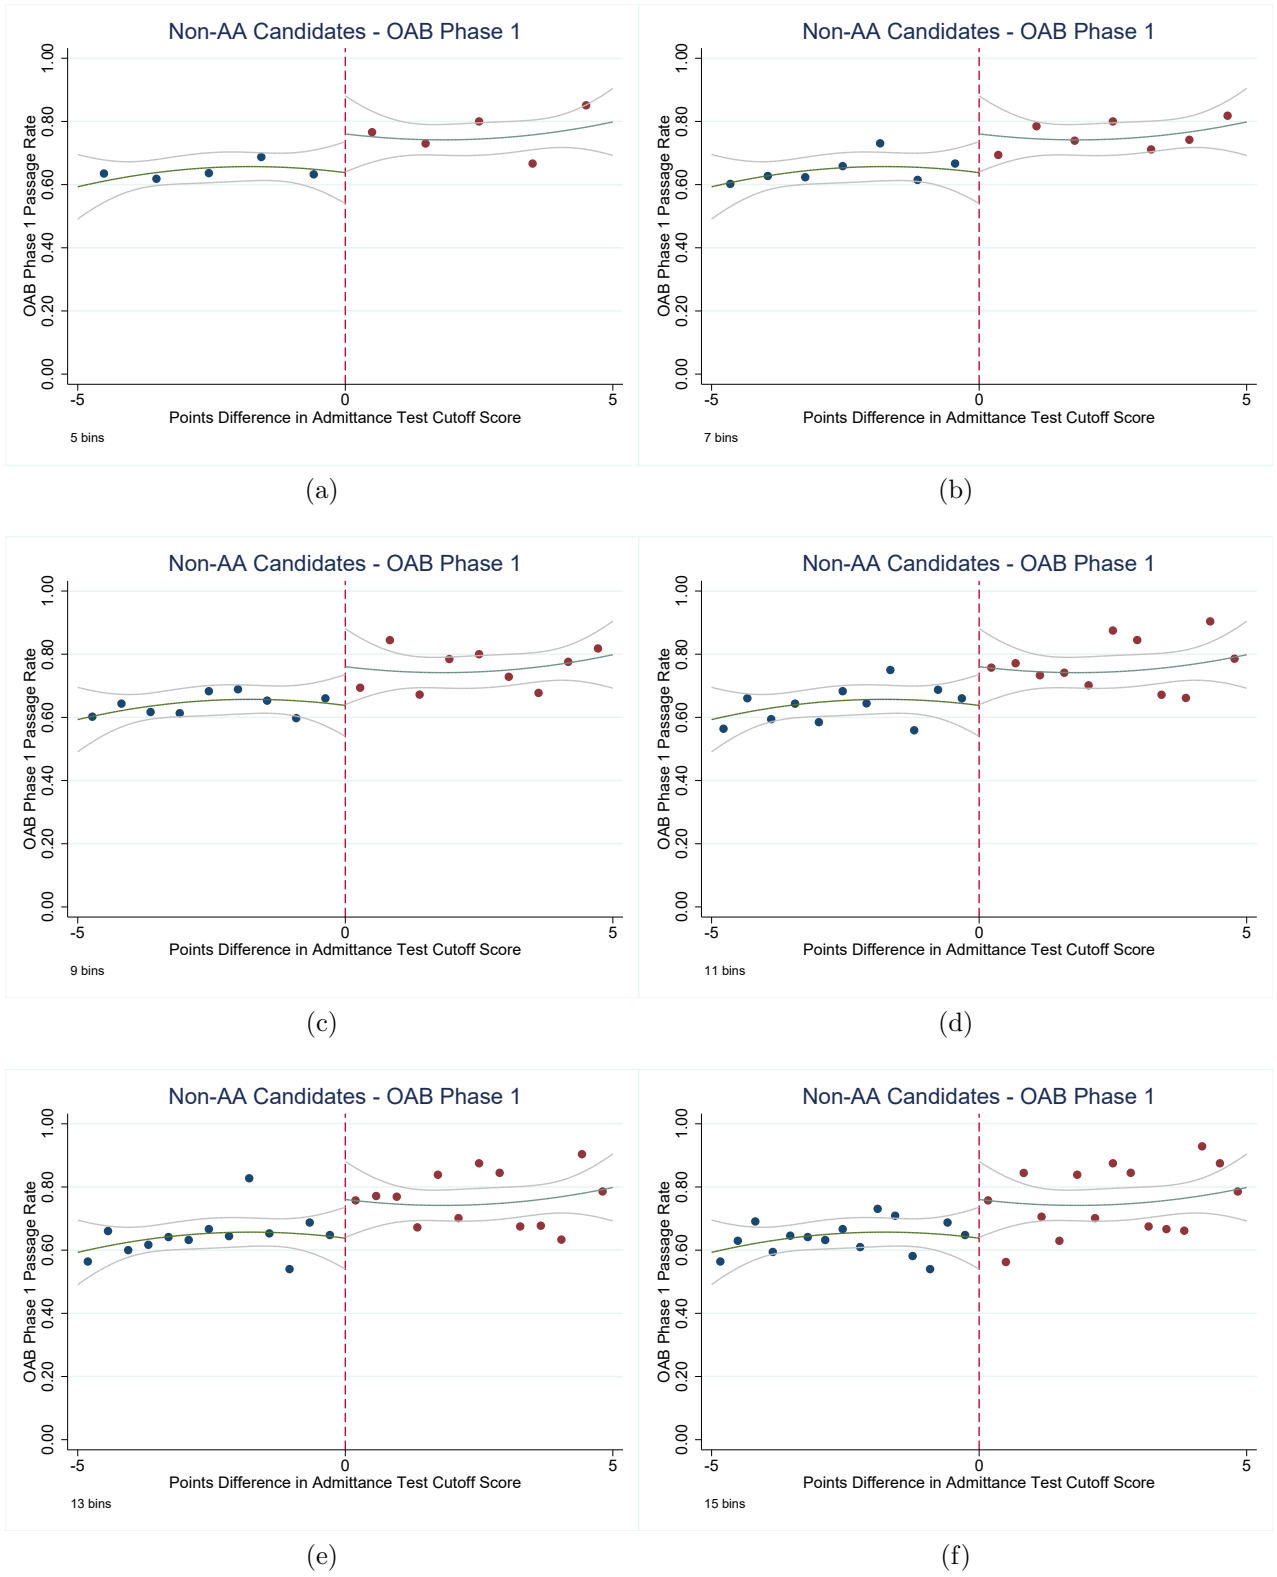 Non-AA Candidates - OAB Phase 1
OAB Phase 1 Passage Rate
1.00
0.80
0.60
0.40
0.20
0.00
-5
0
5
Points Difference in Admittance Test Cutoff Score
5 bins
(a)
Non-AA Candidates - OAB Phase 1
OAB Phase 1 Passage Rate
1.00
0.80
0.60
0.40
0.20
0.00
-5
0
5
Points Difference in Admittance Test Cutoff Score
7 bins
(b)
Non-AA Candidates - OAB Phase 1
OAB Phase 1 Passage Rate
1.00
0.80
0.60
0.40
0.20
0.00
-5
0
5
Points Difference in Admittance Test Cutoff Score
9 bins
(c)
Non-AA Candidates - OAB Phase 1
OAB Phase 1 Passage Rate
1.00
0.80
0.60
0.40
0.20
0.00
-5
0
5
Points Difference in Admittance Test Cutoff Score
11 bins
(d)
Non-AA Candidates - OAB Phase 1
OAB Phase 1 Passage Rate
1.00
0.80
0.60
0.40
0.20
0.00
-5
0
5
Points Difference in Admittance Test Cutoff Score
13 bins
(e)
Non-AA Candidates - OAB Phase 1
OAB Phase 1 Passage Rate
1.00
0.80
0.60
0.40
0.20
0.00
-5
0
5
Points Difference in Admittance Test Cutoff Score
15 bins
(f)